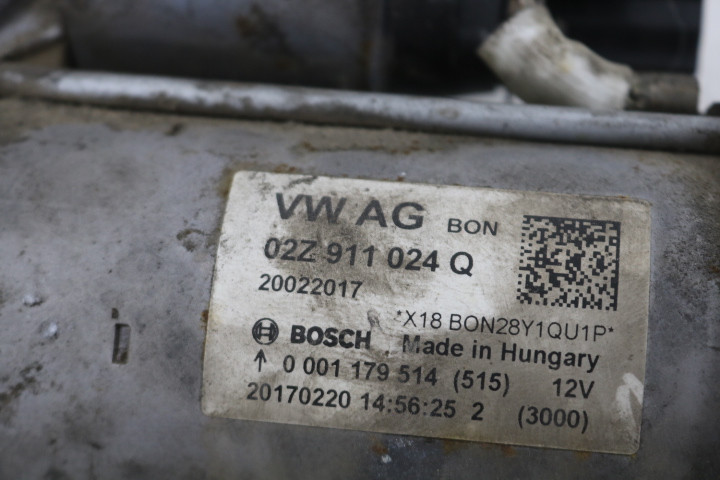 VW AG BON
02Z 911 024 Q
20022017
*X18 BON28Y1QU1P*
BOSCH Made in Hungary
↑ 0 001 179 514 (515) 12V
20170220 14:56:25 2 (3000)